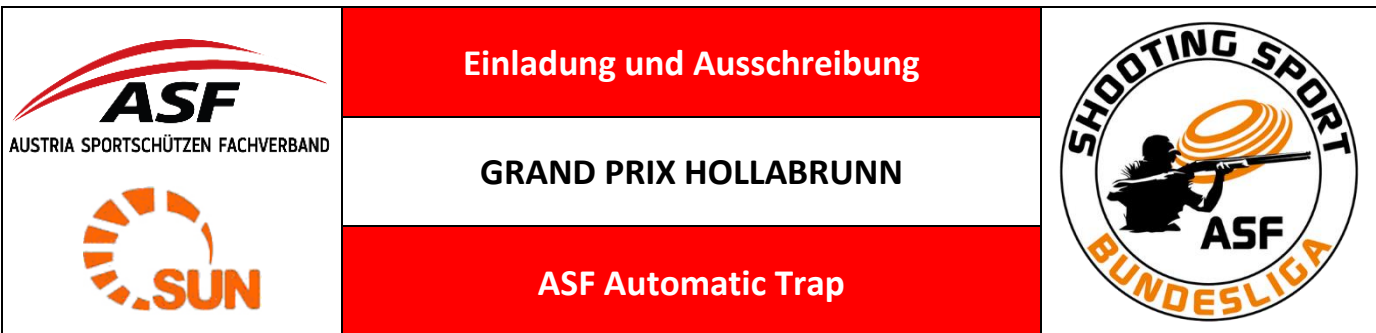 ASF
AUSTRIA SPORTSCHÜTZEN FACHVERBAND
SUN
Einladung und Ausschreibung
GRAND PRIX HOLLABRUNN
ASF Automatic Trap
SHOOTING SPORT
ASF
BUNDESLIGA